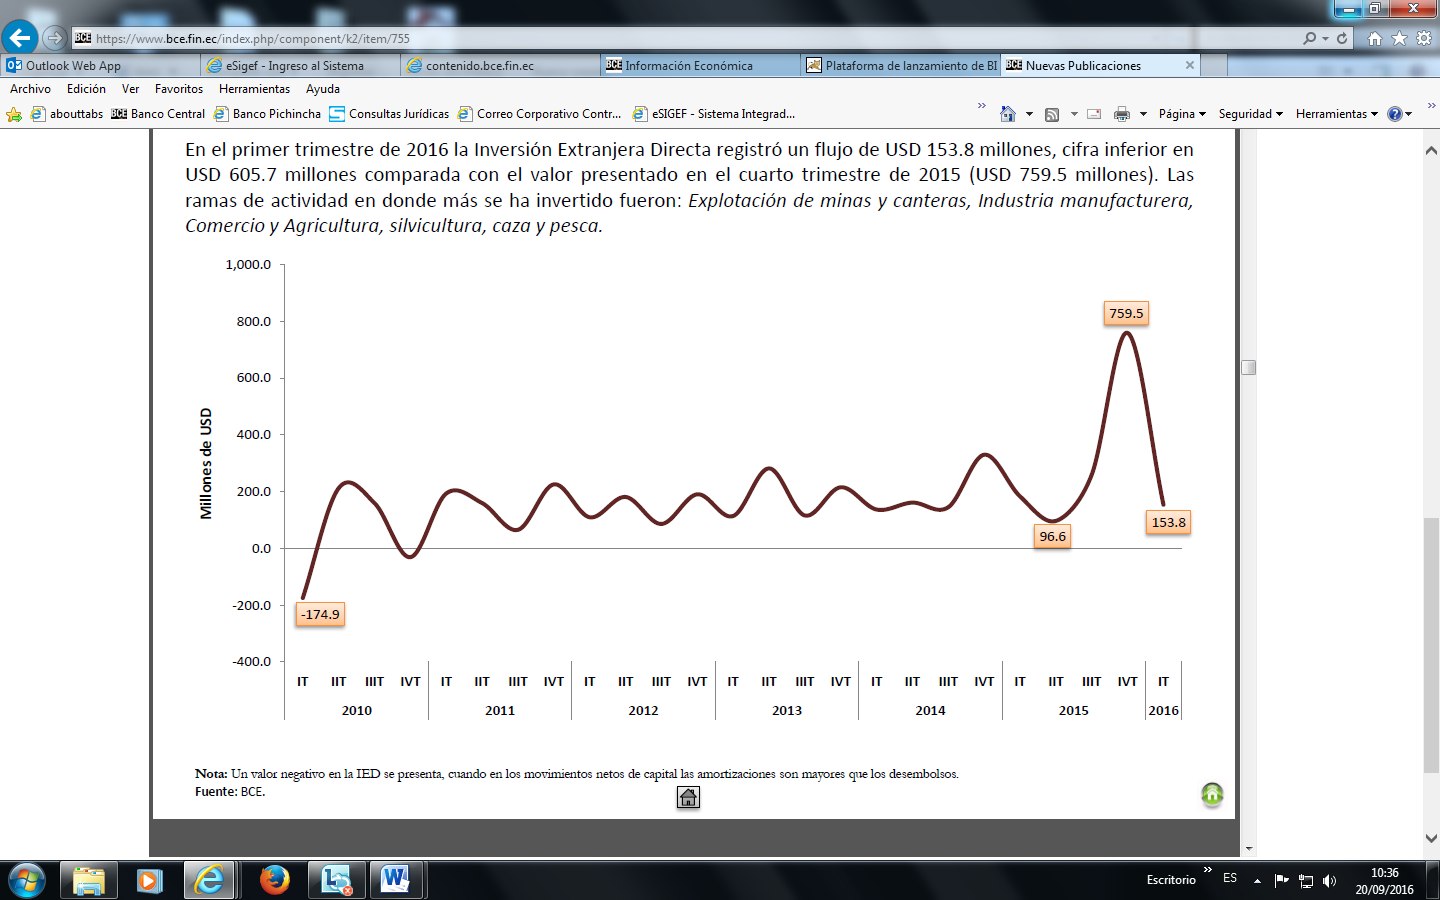 https://www.bce.fin.ec/index.php/component/k2/item/755
Outlook Web App
eSigef - Ingreso al Sistema
contenido.bce.fin.ec
BCE Información Económica
Plataforma de lanzamiento de BI
BCE Nuevas Publicaciones
Archivo Edición Ver Favoritos Herramientas Ayuda
abouttabs BCE Banco Central Banco Pichincha Consultas Jurídicas Correo Corporativo Contr... eSIGEF - Sistema Integrad... Página Seguridad Herramientas
En el primer trimestre de 2016 la Inversión Extranjera Directa registró un flujo de USD 153.8 millones, cifra inferior en
USD 605.7 millones comparada con el valor presentado en el cuarto trimestre de 2015 (USD 759.5 millones). Las
ramas de actividad en donde más se ha invertido fueron: Explotación de minas y canteras, Industria manufacturera,
Comercio y Agricultura, silvicultura, caza y pesca.
Millones de USD
1,000.0
800.0
600.0
400.0
200.0
0.0
-200.0
-400.0
-174.9
96.6
759.5
153.8
IT IIT IIIT IVT IT IIT IIIT IVT IT IIT IIIT IVT IT IIT IIIT IVT IT IIT IIIT IVT IT IIT IIIT IVT IT
2010 2011 2012 2013 2014 2015 2016
Nota: Un valor negativo en la IED se presenta, cuando en los movimientos netos de capital las amortizaciones son mayores que los desembolsos.
Fuente: BCE.
Escritorio
ES
10:36
20/09/2016